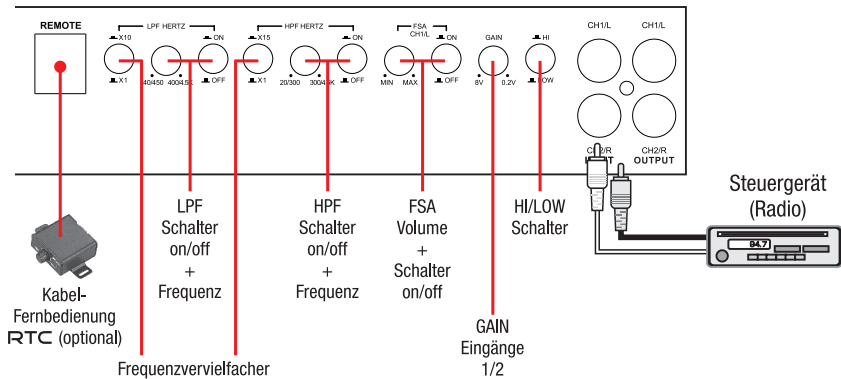 REMOTE
LPF HERTZ
X10
X1
40/450 400/4.5K
ON
OFF
HPF HERTZ
X15
X1
20/300 300/4.5K
ON
OFF
FSA
CH1/L
MIN MAX
ON
OFF
GAIN
8V 0.2V
HI
LOW
CH1/L CH1/L
CH2/R CH2/R
INPUT OUTPUT
Steuergerät
(Radio)
94.7
LPF
Schalter
on/off
+
Frequenz
HPF
Schalter
on/off
+
Frequenz
FSA
Volume
+
Schalter
on/off
HI/LOW
Schalter
Kabel-
Fernbedienung
RTC (optional)
GAIN
Eingänge
1/2
Frequenzvervielfacher